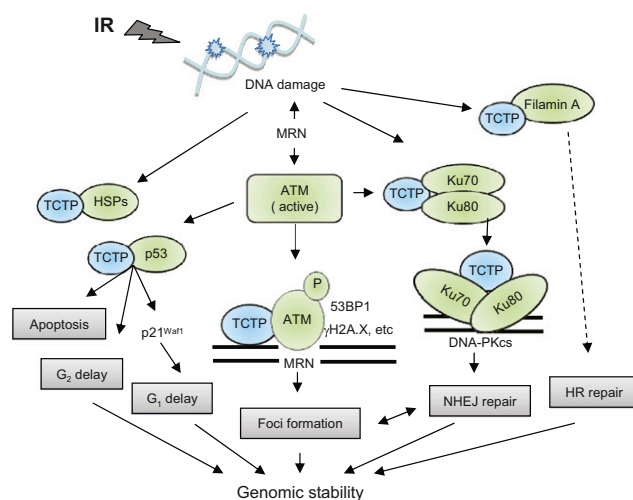 IR
DNA damage
Filamin A
TCTP
MRN
ATM
( active)
Ku70
TCTP
Ku80
TCTP
HSPs
TCTP
p53
TCTP
Ku70
Ku80
DNA-PKcs
P
53BP1
γH2A.X, etc
TCTP
ATM
MRN
Apoptosis
p21Waf1
G2 delay
G1 delay
Foci formation
NHEJ repair
HR repair
Genomic stability